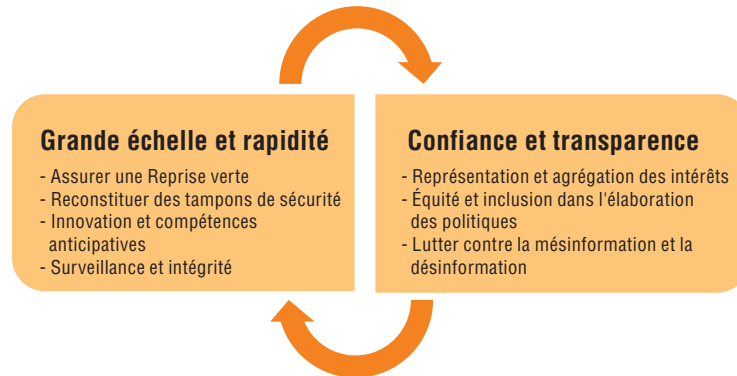 Grande échelle et rapidité
- Assurer une Reprise verte
- Reconstituer des tampons de sécurité
- Innovation et compétences
anticipatives
- Surveillance et intégrité
Confiance et transparence
- Représentation et agrégation des intérêts
- Équité et inclusion dans l'élaboration
des politiques
- Lutter contre la mésinformation et la
désinformation